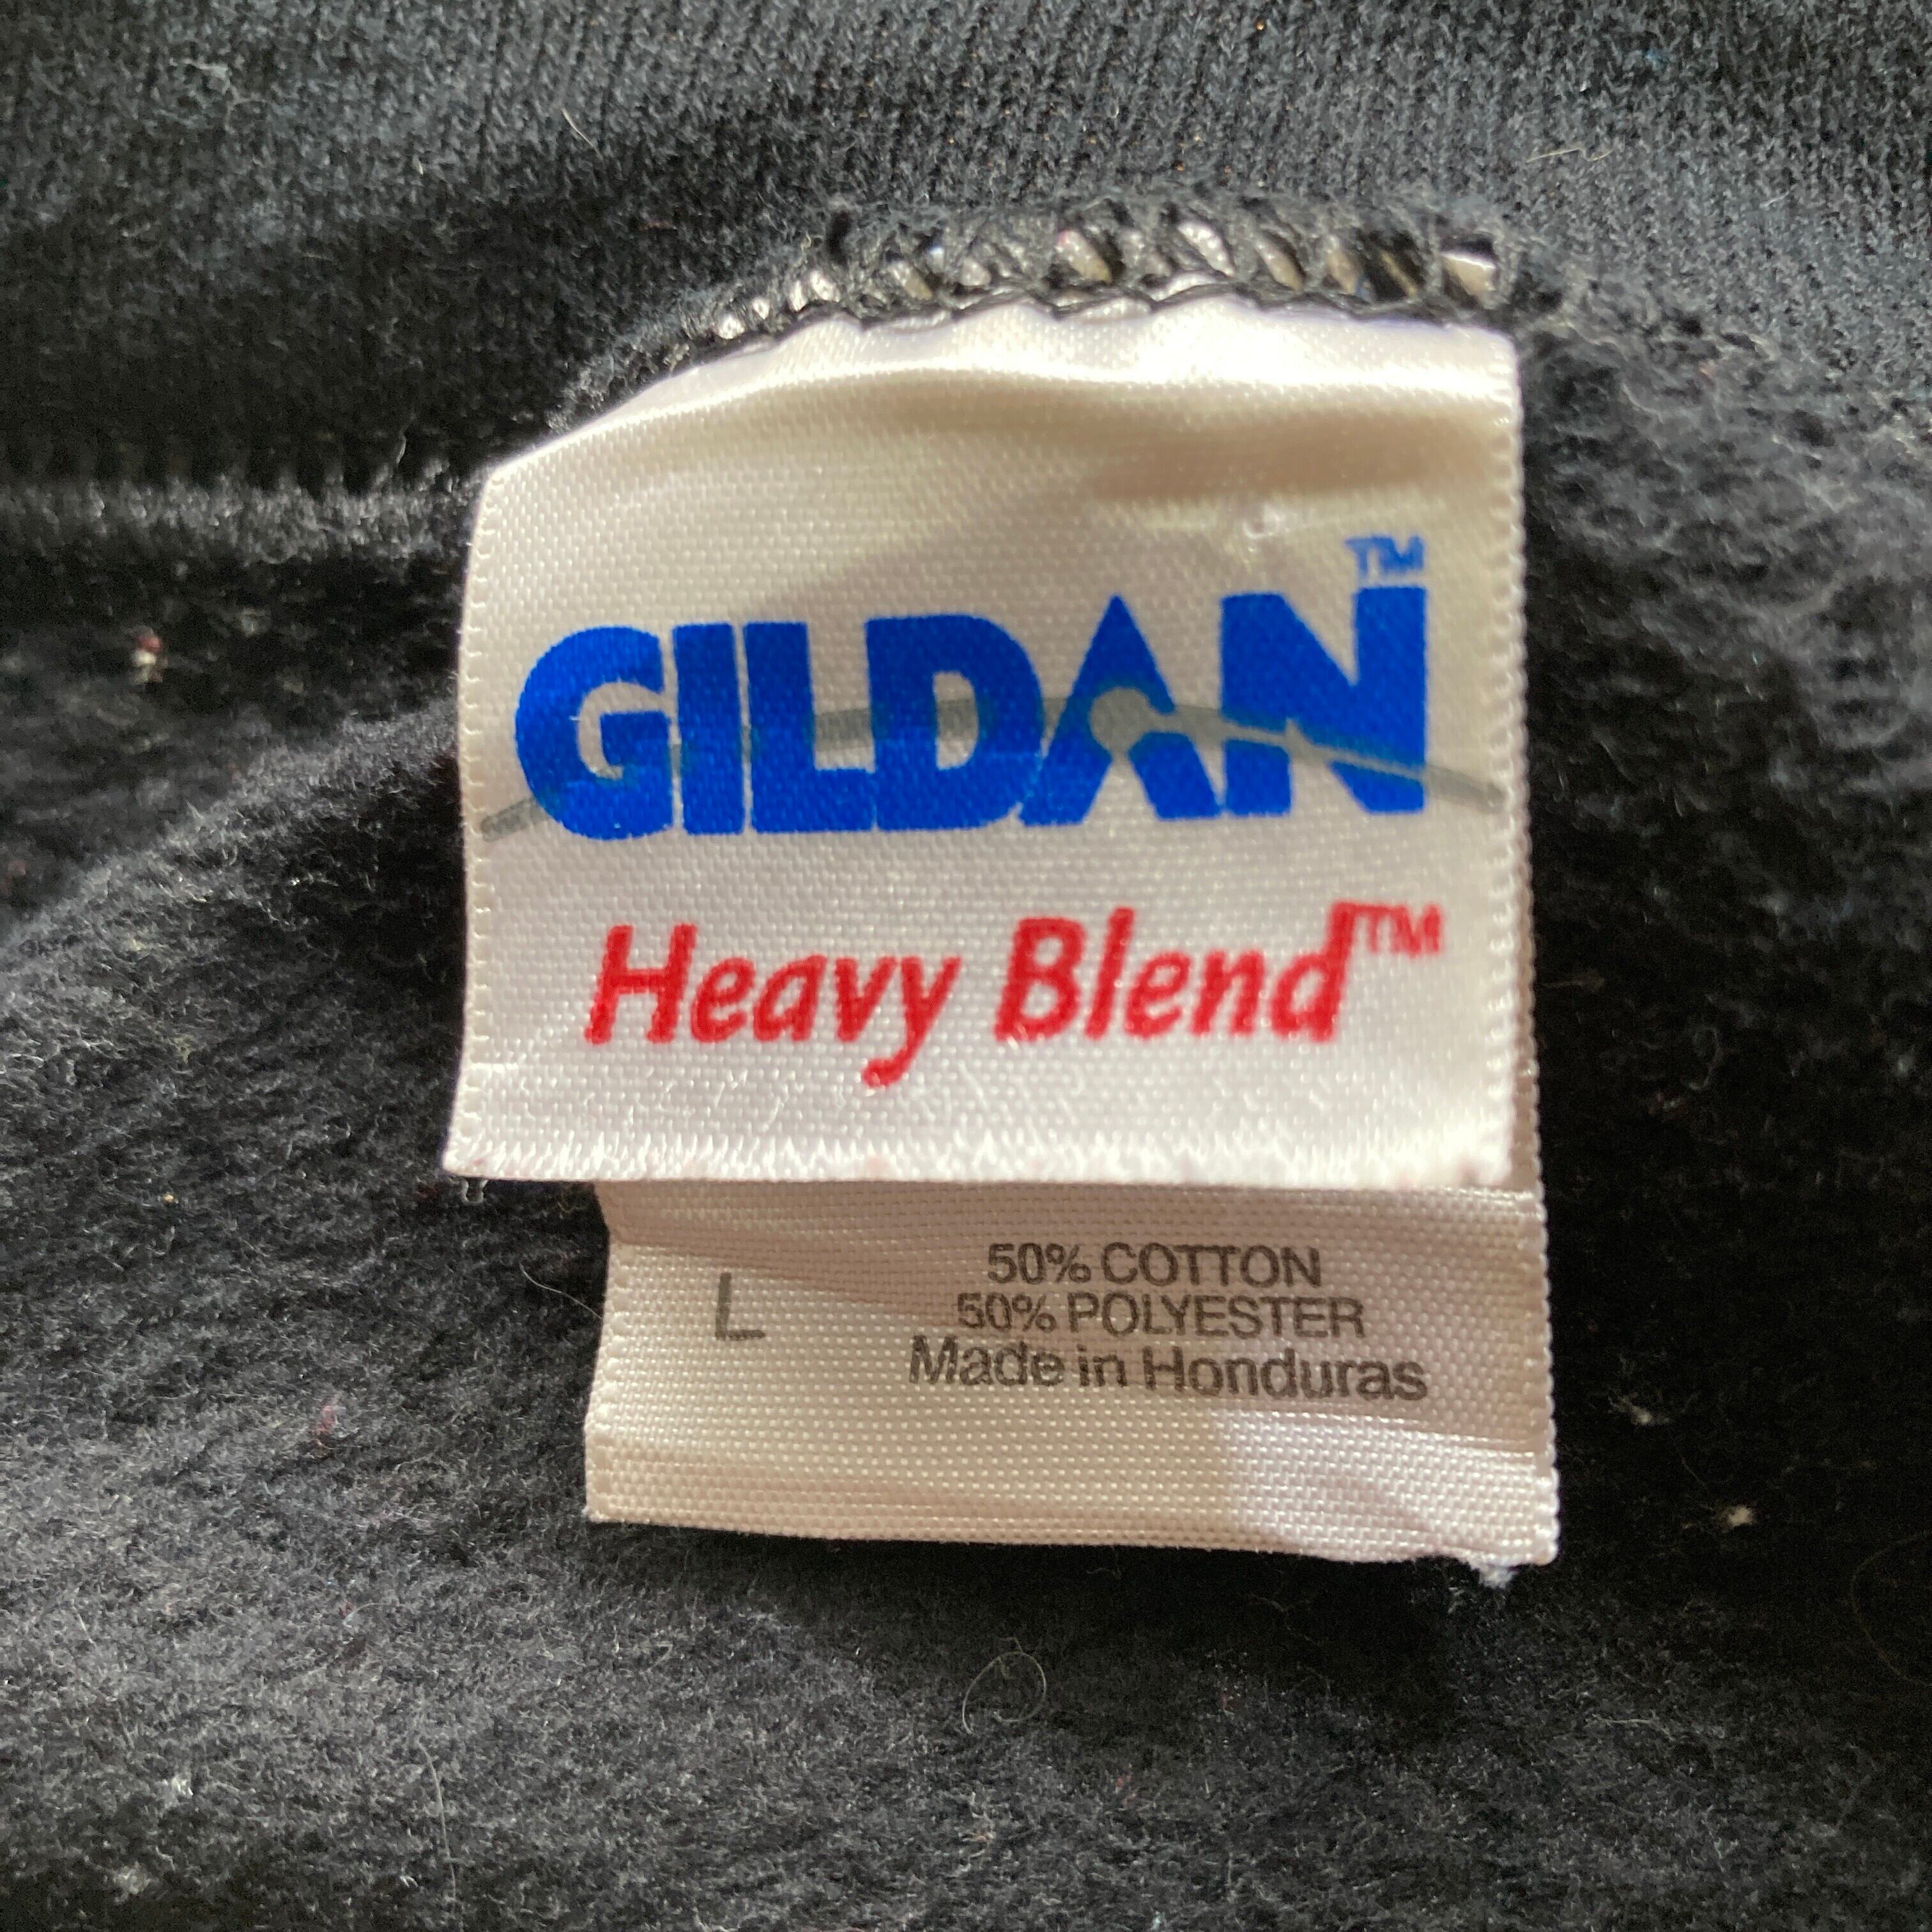 GILDAN™
Heavy Blend™
L
50% COTTON
50% POLYESTER
Made in Honduras